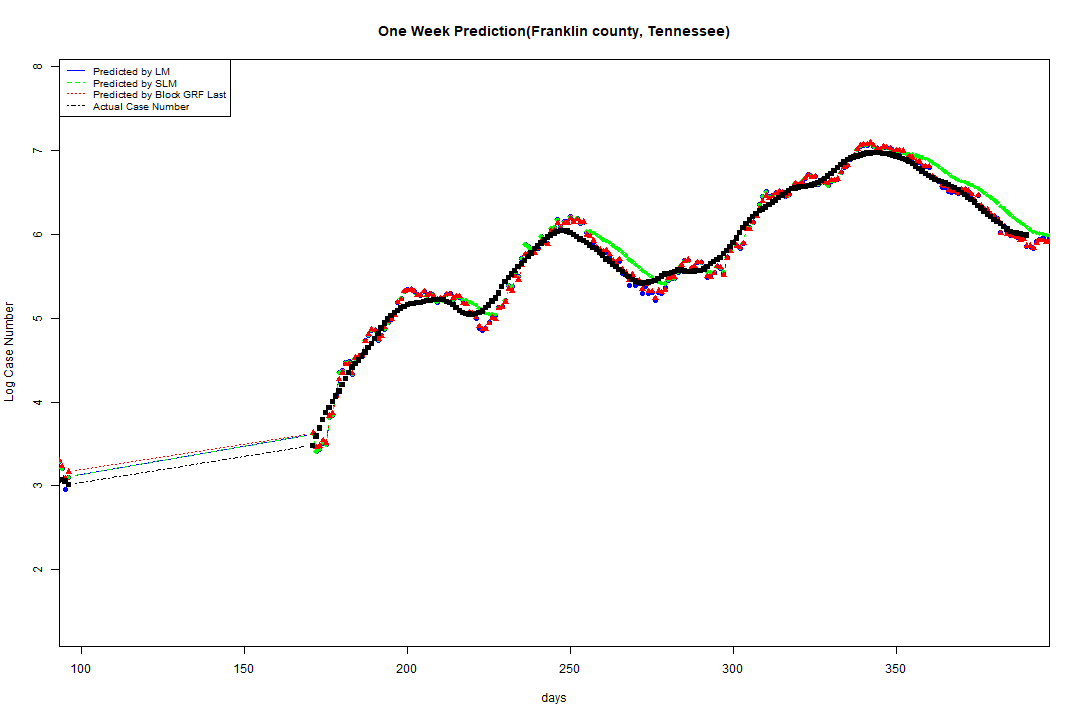 One Week Prediction(Franklin county, Tennessee)
Predicted by LM
Predicted by SLM
Predicted by Block GRF Last
Actual Case Number
8
7
6
5
4
3
2
Log Case Number
100 150 200 250 300 350
days